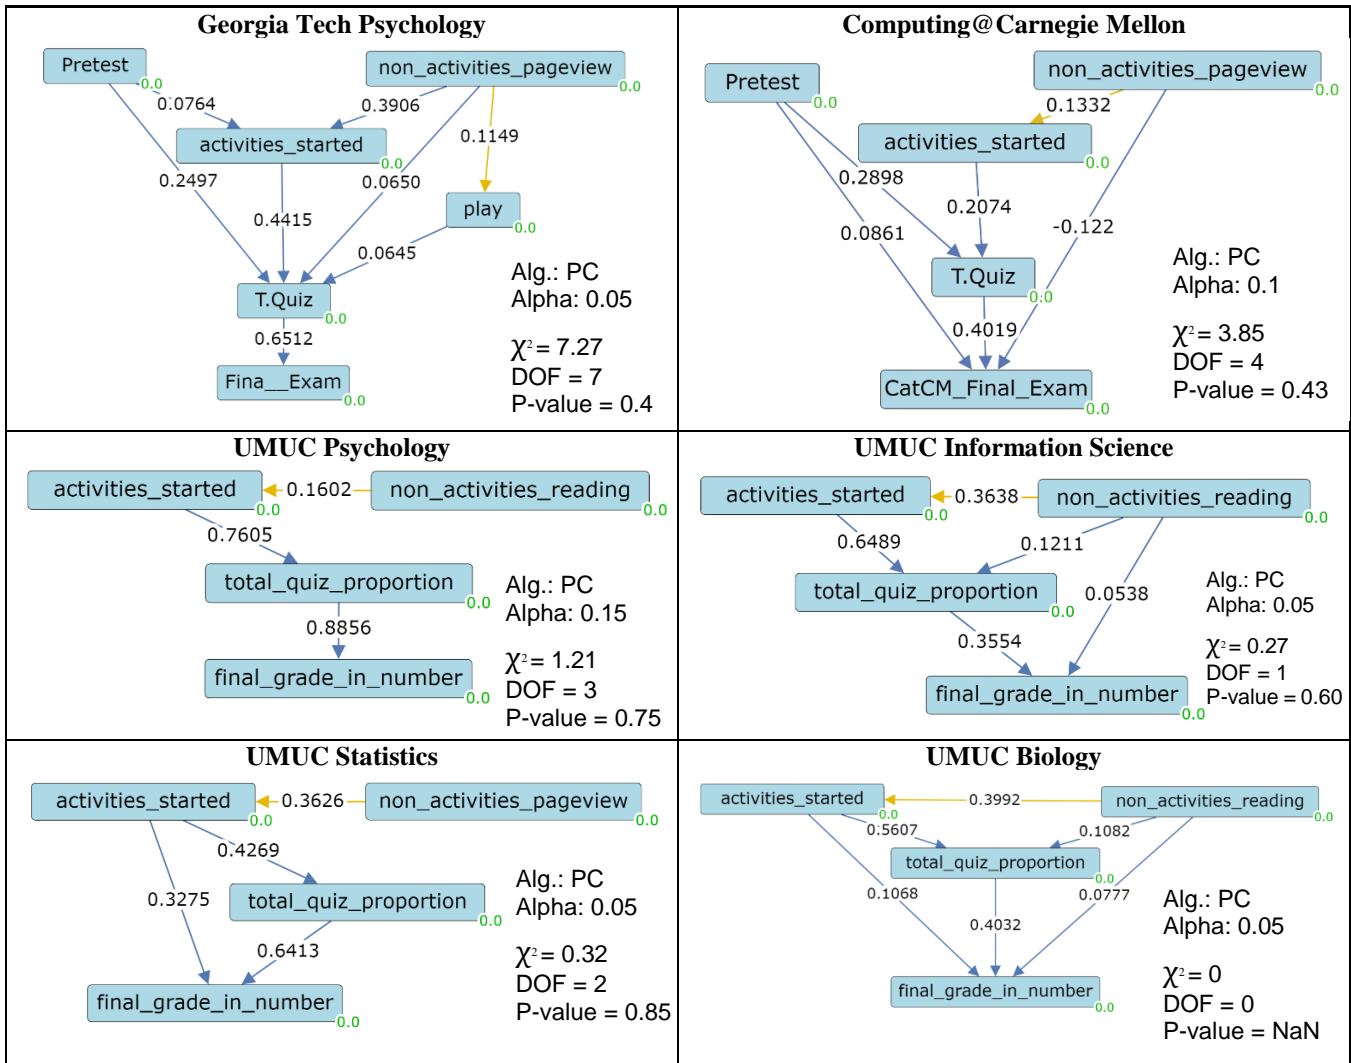 Georgia Tech Psychology
Pretest
0.0
non_activities_pageview
0.0
0.0764
0.3906
0.1149
activities_started
0.0
0.2497
0.4415
0.0650
play
0.0
0.0645
T.Quiz
0.0
0.6512
Fina__Exam
0.0
Alg.: PC
Alpha: 0.05
χ² = 7.27
DOF = 7
P-value = 0.4
Computing@Carnegie Mellon
Pretest
0.0
non_activities_pageview
0.0
0.1332
activities_started
0.0
0.2898
0.2074
0.0861
-0.122
T.Quiz
0.0
0.4019
CatCM_Final_Exam
0.0
Alg.: PC
Alpha: 0.1
χ² = 3.85
DOF = 4
P-value = 0.43
UMUC Psychology
activities_started
0.0
0.1602
non_activities_reading
0.0
0.7605
total_quiz_proportion
0.0
0.8856
final_grade_in_number
0.0
Alg.: PC
Alpha: 0.15
χ² = 1.21
DOF = 3
P-value = 0.75
UMUC Information Science
activities_started
0.0
0.3638
non_activities_reading
0.0
0.6489
0.1211
total_quiz_proportion
0.0
0.0538
0.3554
final_grade_in_number
0.0
Alg.: PC
Alpha: 0.05
χ² = 0.27
DOF = 1
P-value = 0.60
UMUC Statistics
activities_started
0.0
0.3626
non_activities_pageview
0.0
0.4269
0.3275
total_quiz_proportion
0.0
0.6413
final_grade_in_number
0.0
Alg.: PC
Alpha: 0.05
χ² = 0.32
DOF = 2
P-value = 0.85
UMUC Biology
activities_started
0.0
0.3992
non_activities_reading
0.0
0.5607
0.1082
total_quiz_proportion
0.0
0.1068
0.4032
0.0777
final_grade_in_number
0.0
Alg.: PC
Alpha: 0.05
χ² = 0
DOF = 0
P-value = NaN